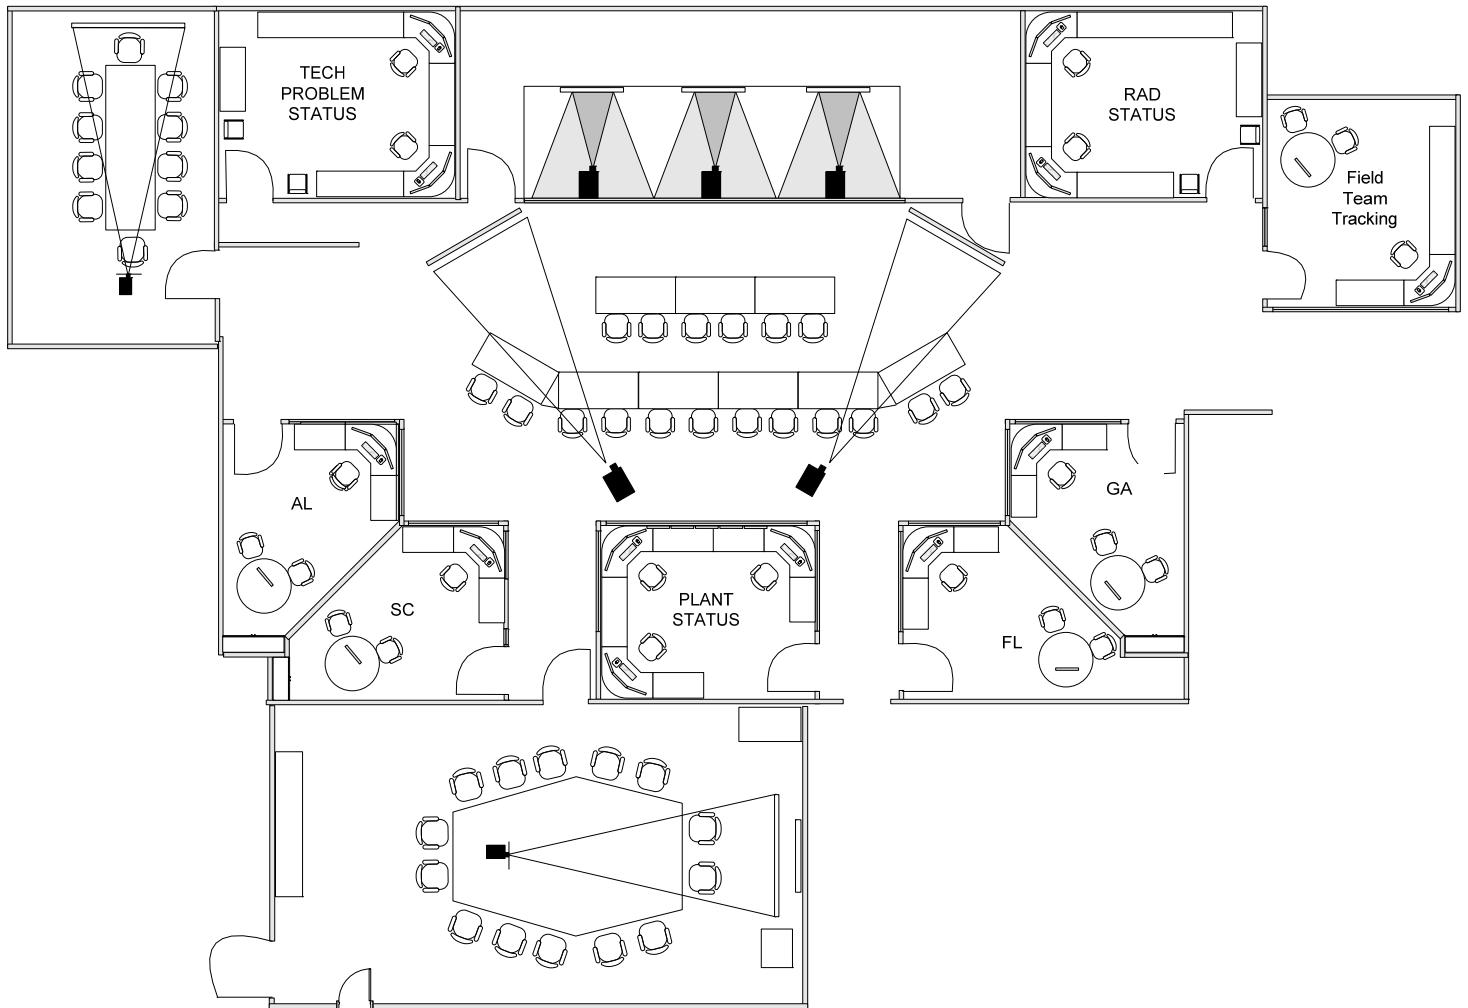 TECH
PROBLEM
STATUS
RAD
STATUS
Field
Team
Tracking
AL
GA
SC
PLANT
STATUS
FL